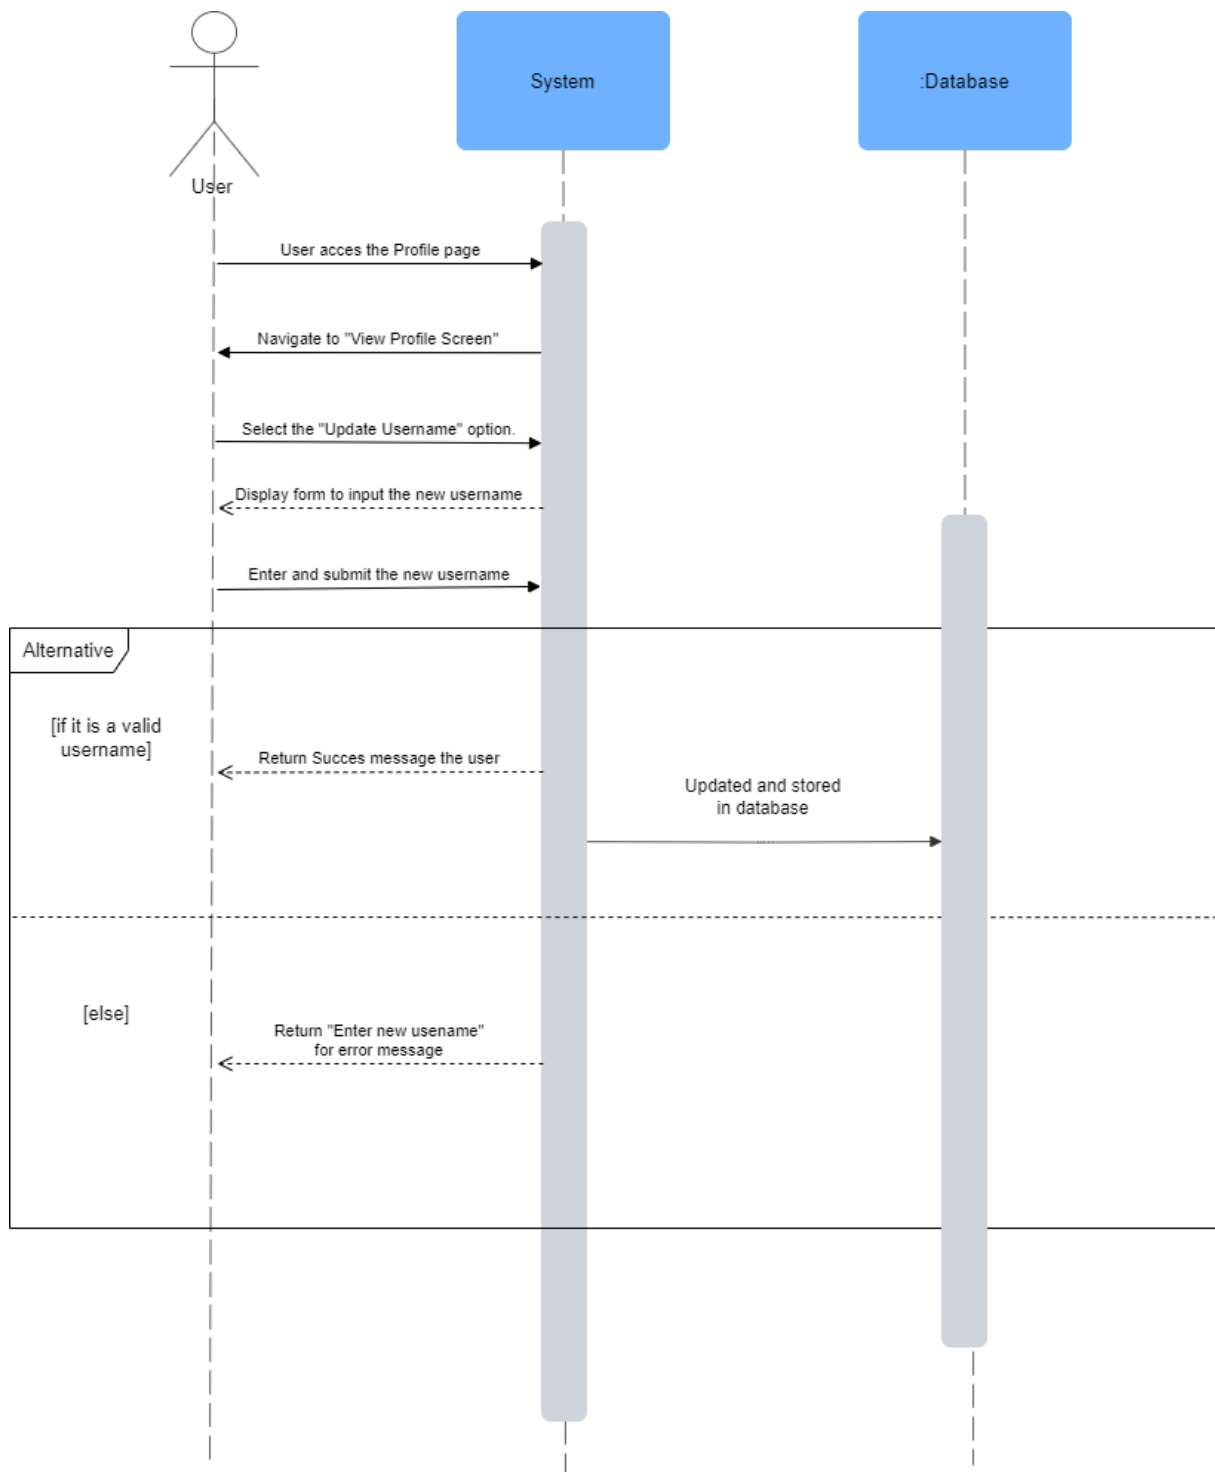 System
:Database
User
User acces the Profile page
Navigate to "View Profile Screen"
Select the "Update Username" option.
Display form to input the new username
Enter and submit the new username
Alternative
[if it is a valid
username]
Return Succes message the user
Updated and stored
in database
[else]
Return "Enter new usename"
for error message